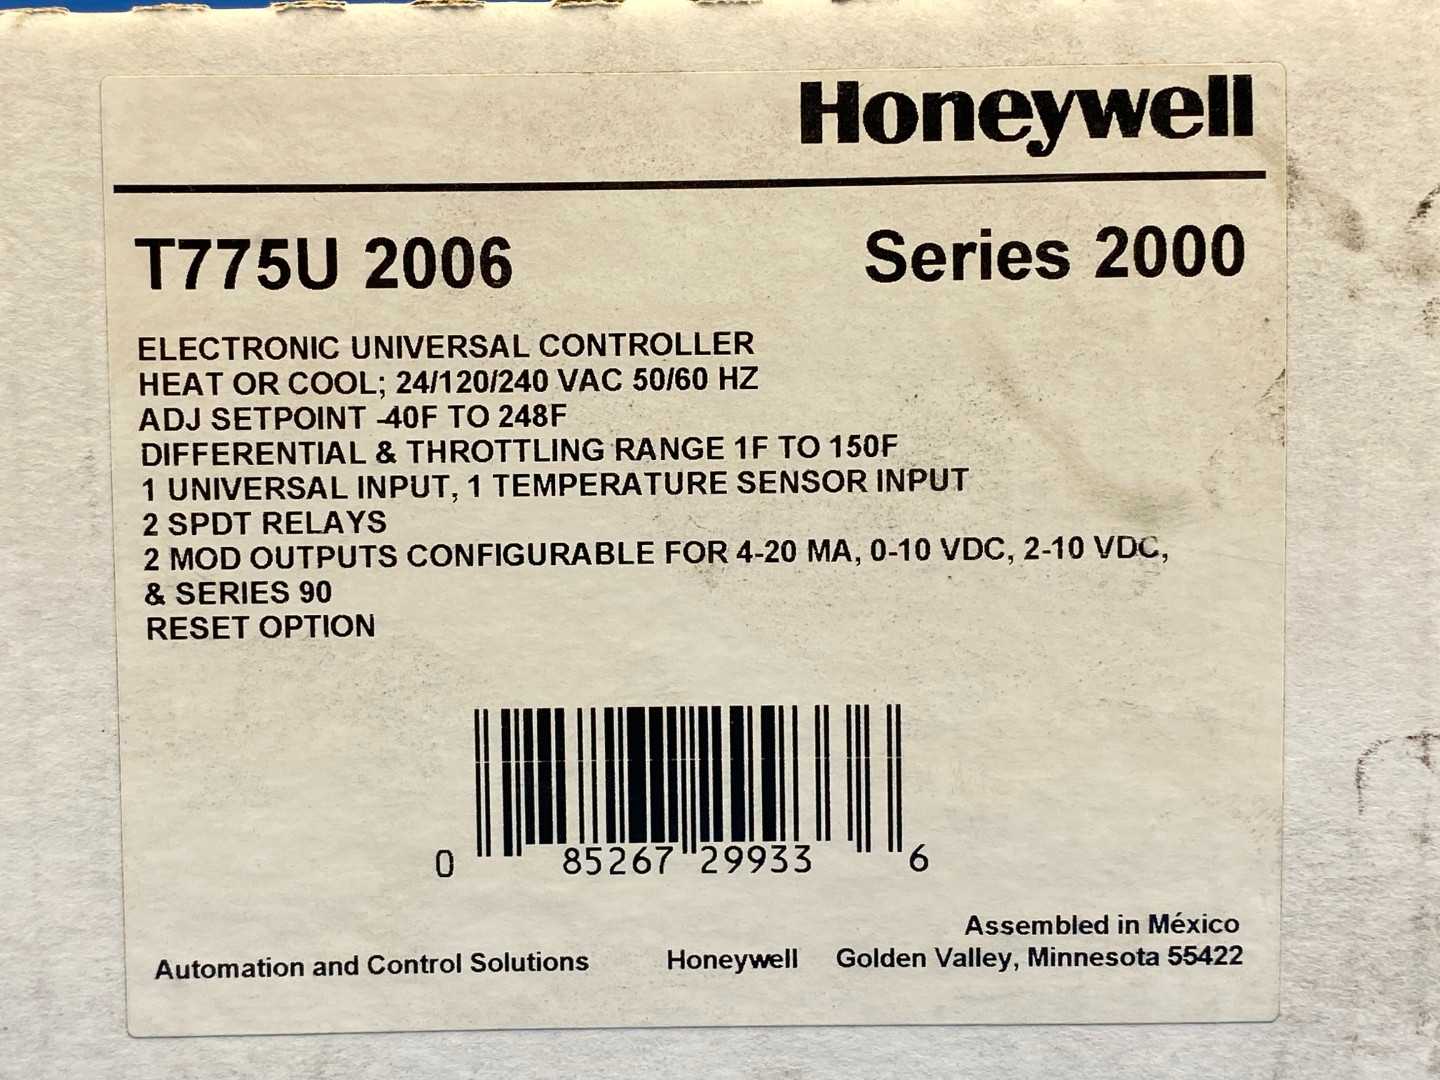 Honeywell
T775U 2006 Series 2000
ELECTRONIC UNIVERSAL CONTROLLER
HEAT OR COOL; 24/120/240 VAC 50/60 HZ
ADJ SETPOINT -40F TO 248F
DIFFERENTIAL & THROTTLING RANGE 1F TO 150F
1 UNIVERSAL INPUT, 1 TEMPERATURE SENSOR INPUT
2 SPDT RELAYS
2 MOD OUTPUTS CONFIGURABLE FOR 4-20 MA, 0-10 VDC, 2-10 VDC,
& SERIES 90
RESET OPTION
0 85267 29933 6
Assembled in México
Automation and Control Solutions Honeywell Golden Valley, Minnesota 55422